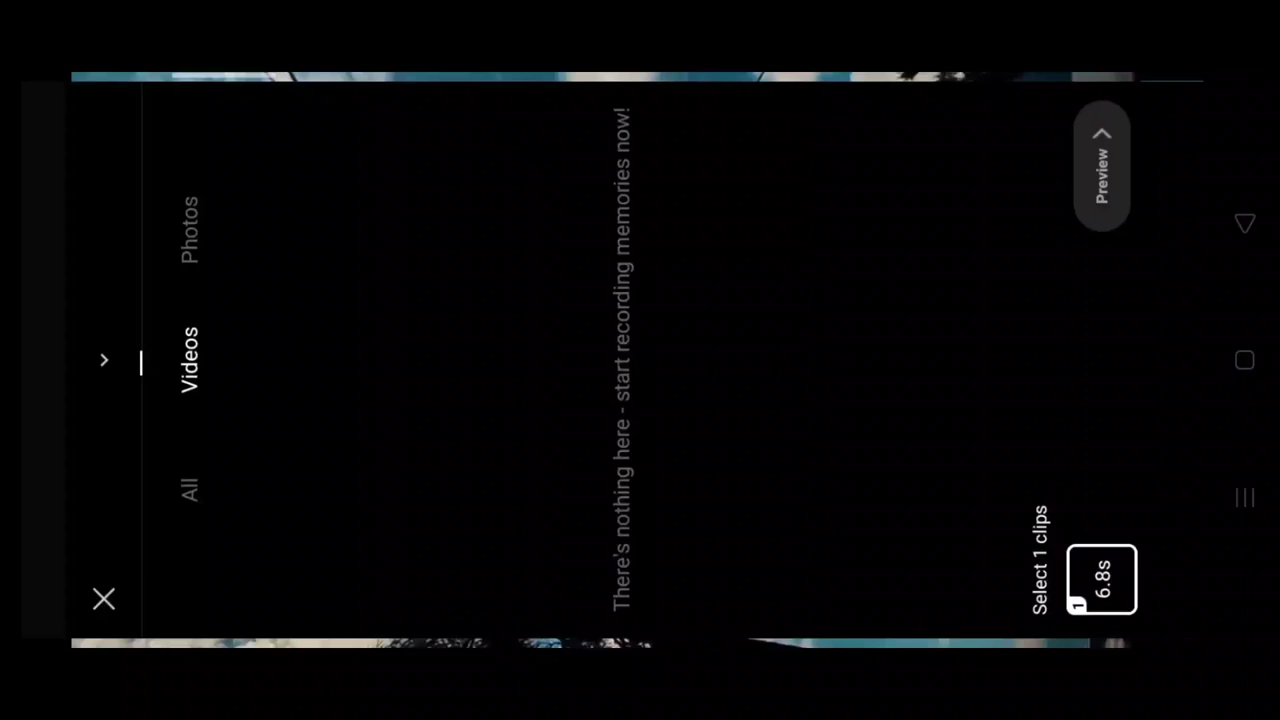 All
Videos
Photos
There's nothing here - start recording memories now!
Select 1 clips
1
6.8s
Preview